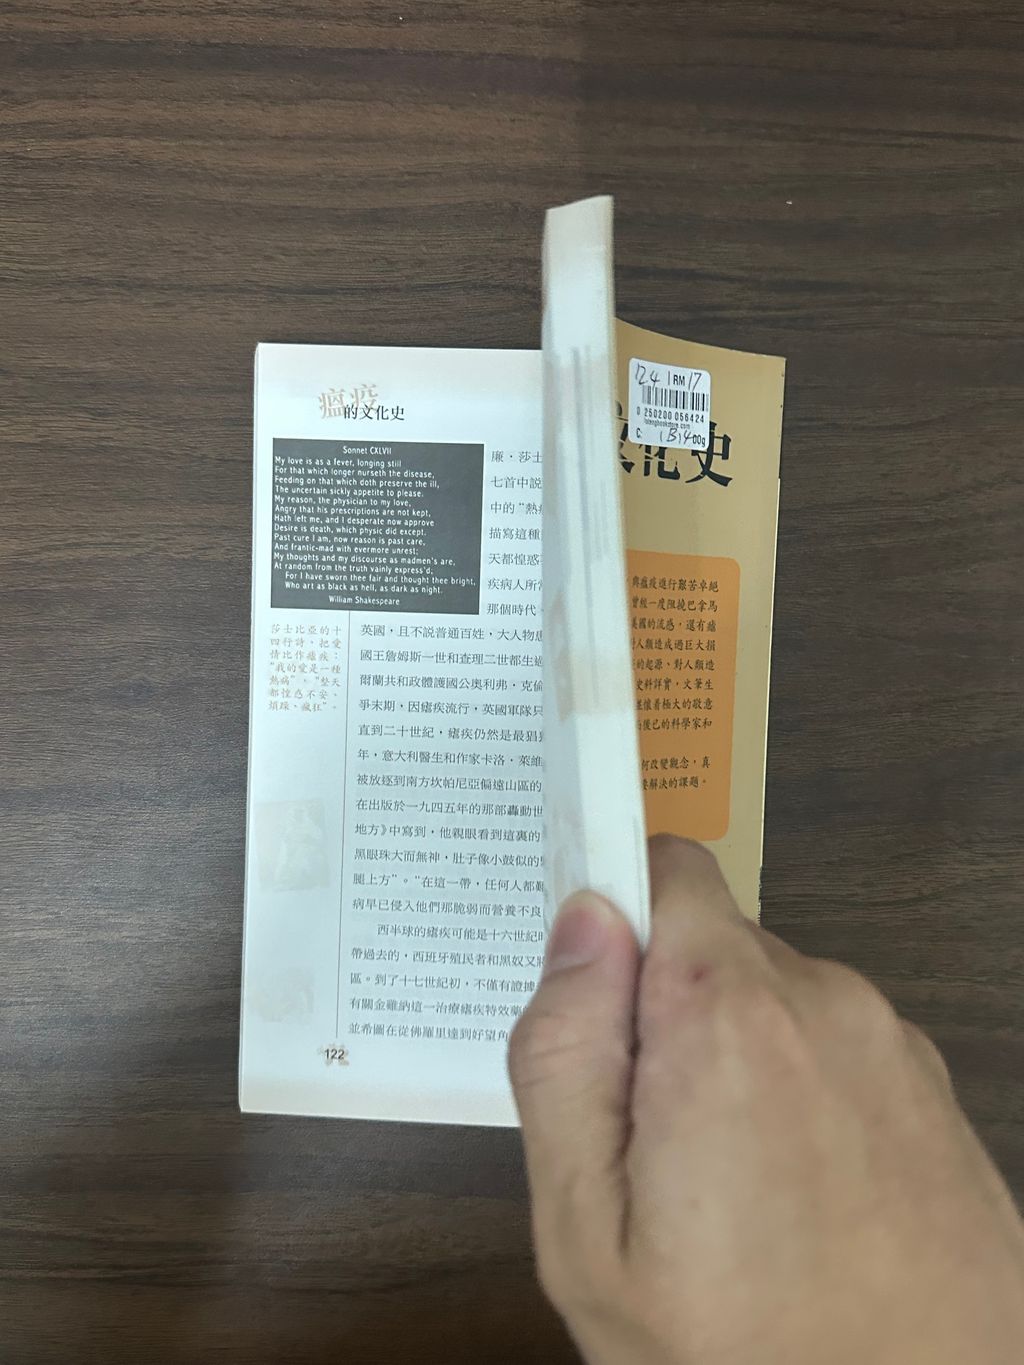 瘟疫
的文化史
Sonnet CXLVII
My love is as a fever, longing still
For that which longer nurseth the disease,
Feeding on that which doth preserve the ill,
The uncertain sickly appetite to please.
My reason, the physician to my love,
Angry that his prescriptions are not kept,
Hath left me, and I desperate now approve
Desire is death, which physic did except.
Past cure I am, now reason is past care,
And frantic-mad with evermore unrest;
My thoughts and my discourse as madmen's are,
At random from the truth vainly express'd;
For I have sworn thee fair and thought thee bright,
Who art as black as hell, as dark as night.
William Shakespeare
莎士比亞的十
四行詩，把愛
情比作瘧疾：
“我的愛是一種
熱病”，“整天
都惶惑不安、
煩躁、瘋狂”。
廉·莎士
七首中說
中的“熱
描寫這種
天都惶惑
疾病人所
那個時代，
英國，且不說普通百姓，大人物
國王詹姆斯一世和查理二世都生
爾蘭共和政體護國公奧利弗·克倫
爭末期，因瘧疾流行，英國軍隊只
直到二十世紀，瘧疾仍然是最猖
年，意大利醫生和作家卡洛·萊維
被放逐到南方坎帕尼亞偏遠山區的
在出版於一九四五年的那部轟動世
地方》中寫到，他親眼看到這裏的
黑眼珠大而無神，肚子像小鼓似的
腿上方”。“在這一帶，任何人都
病早已侵入他們那脆弱而營養不良
西半球的瘧疾可能是十六世紀
帶過去的，西班牙殖民者和黑奴又將
區。到了十七世紀初，不僅有證據
有關金雞納這一治療瘧疾特效藥
並希圖在從佛羅里達到好望角
122
124 1 RM 17
0 250200 056424
C: 1B14 00g
化史
與瘟疫進行艱苦卓絕
曾經一度阻撓巴拿馬
美國的流感，還有瘧
對人類造成過巨大損
的起源、對人類造
史料詳實，文筆生
懷着極大的敬意
後已的科學家和
何改變觀念，真
要解決的課題。